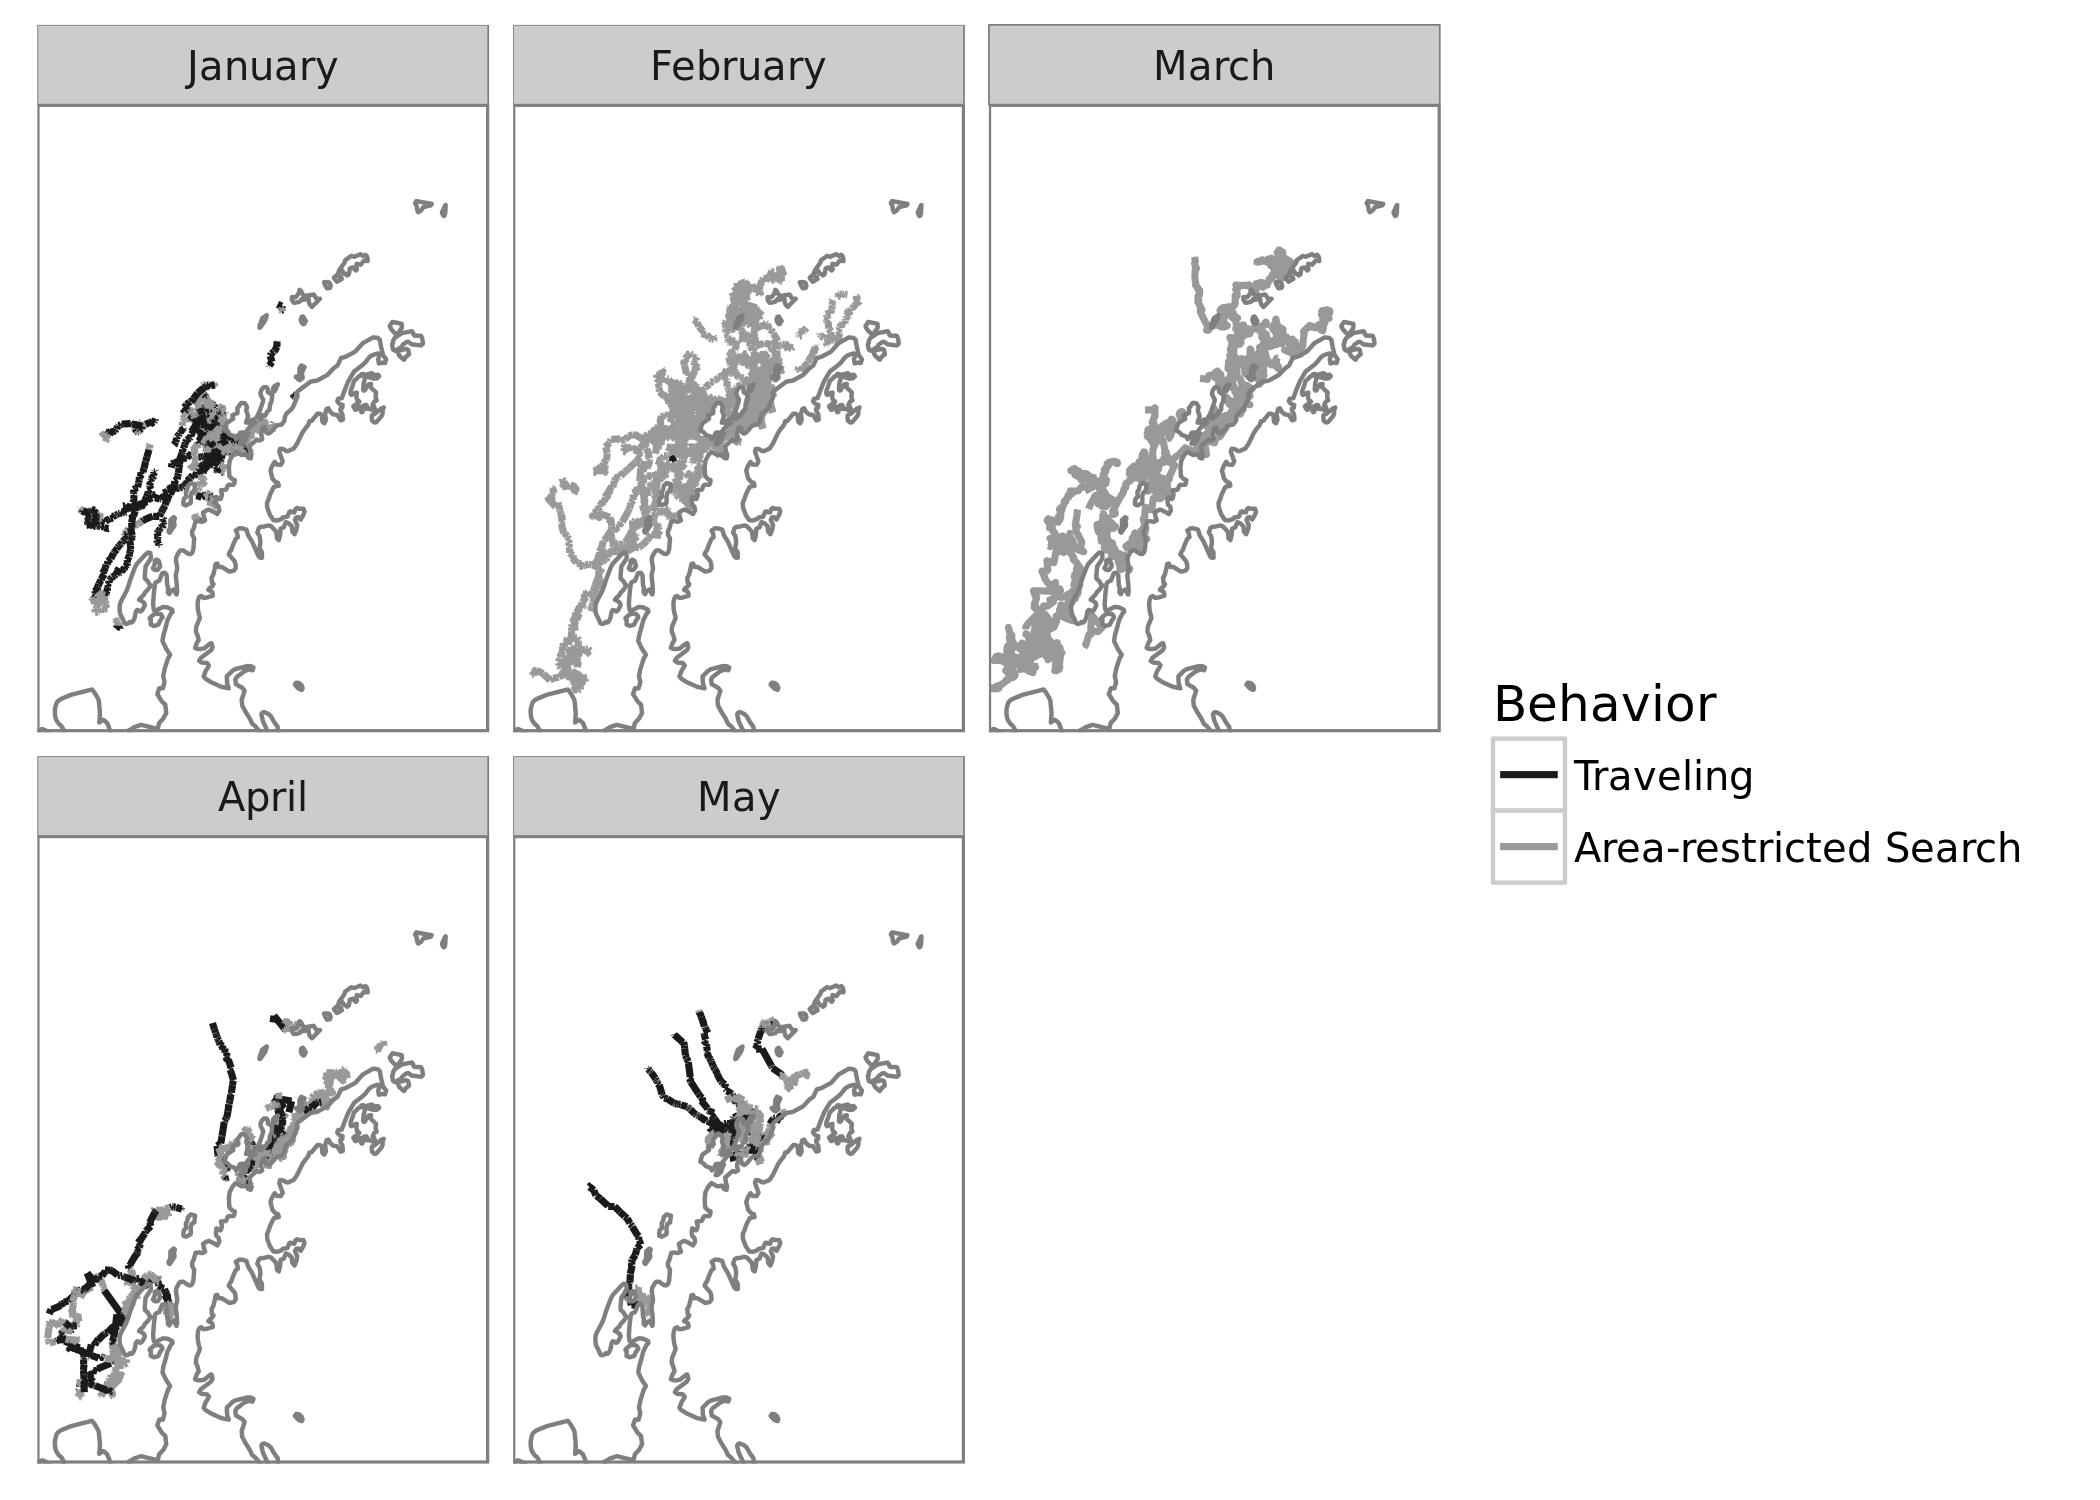 January
February
March
April
May
Behavior
Traveling
Area-restricted Search